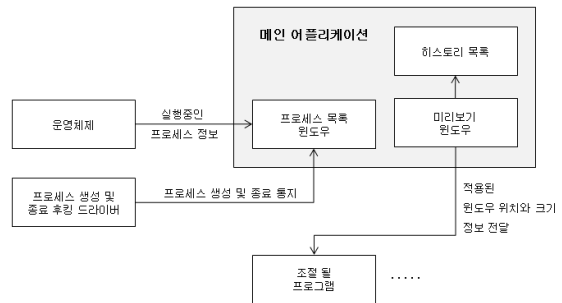 메인 어플리케이션
히스토리 목록
운영체제
실행중인
프로세스 정보
프로세스 목록
윈도우
미리보기
윈도우
프로세스 생성 및
종료 후킹 드라이버
프로세스 생성 및 종료 통지
적용된
윈도우 위치와 크기
정보 전달
조절 될
프로그램
.....